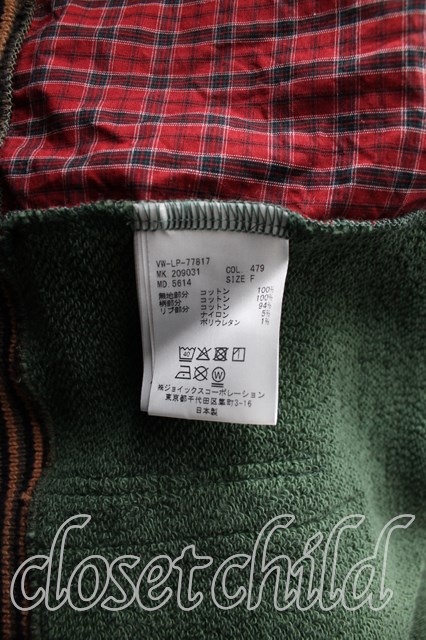 VW-LP-77817
MK 209031 COL. 479
MD. 5614 SIZE F
無地部分 コットン 100%
柄部分 コットン 100%
リブ部分 コットン 94%
ナイロン 5%
ポリウレタン 1%
40
W
㈱ジョイックスコーポレーション
東京都千代田区隼町3-16
日本製
closetchild